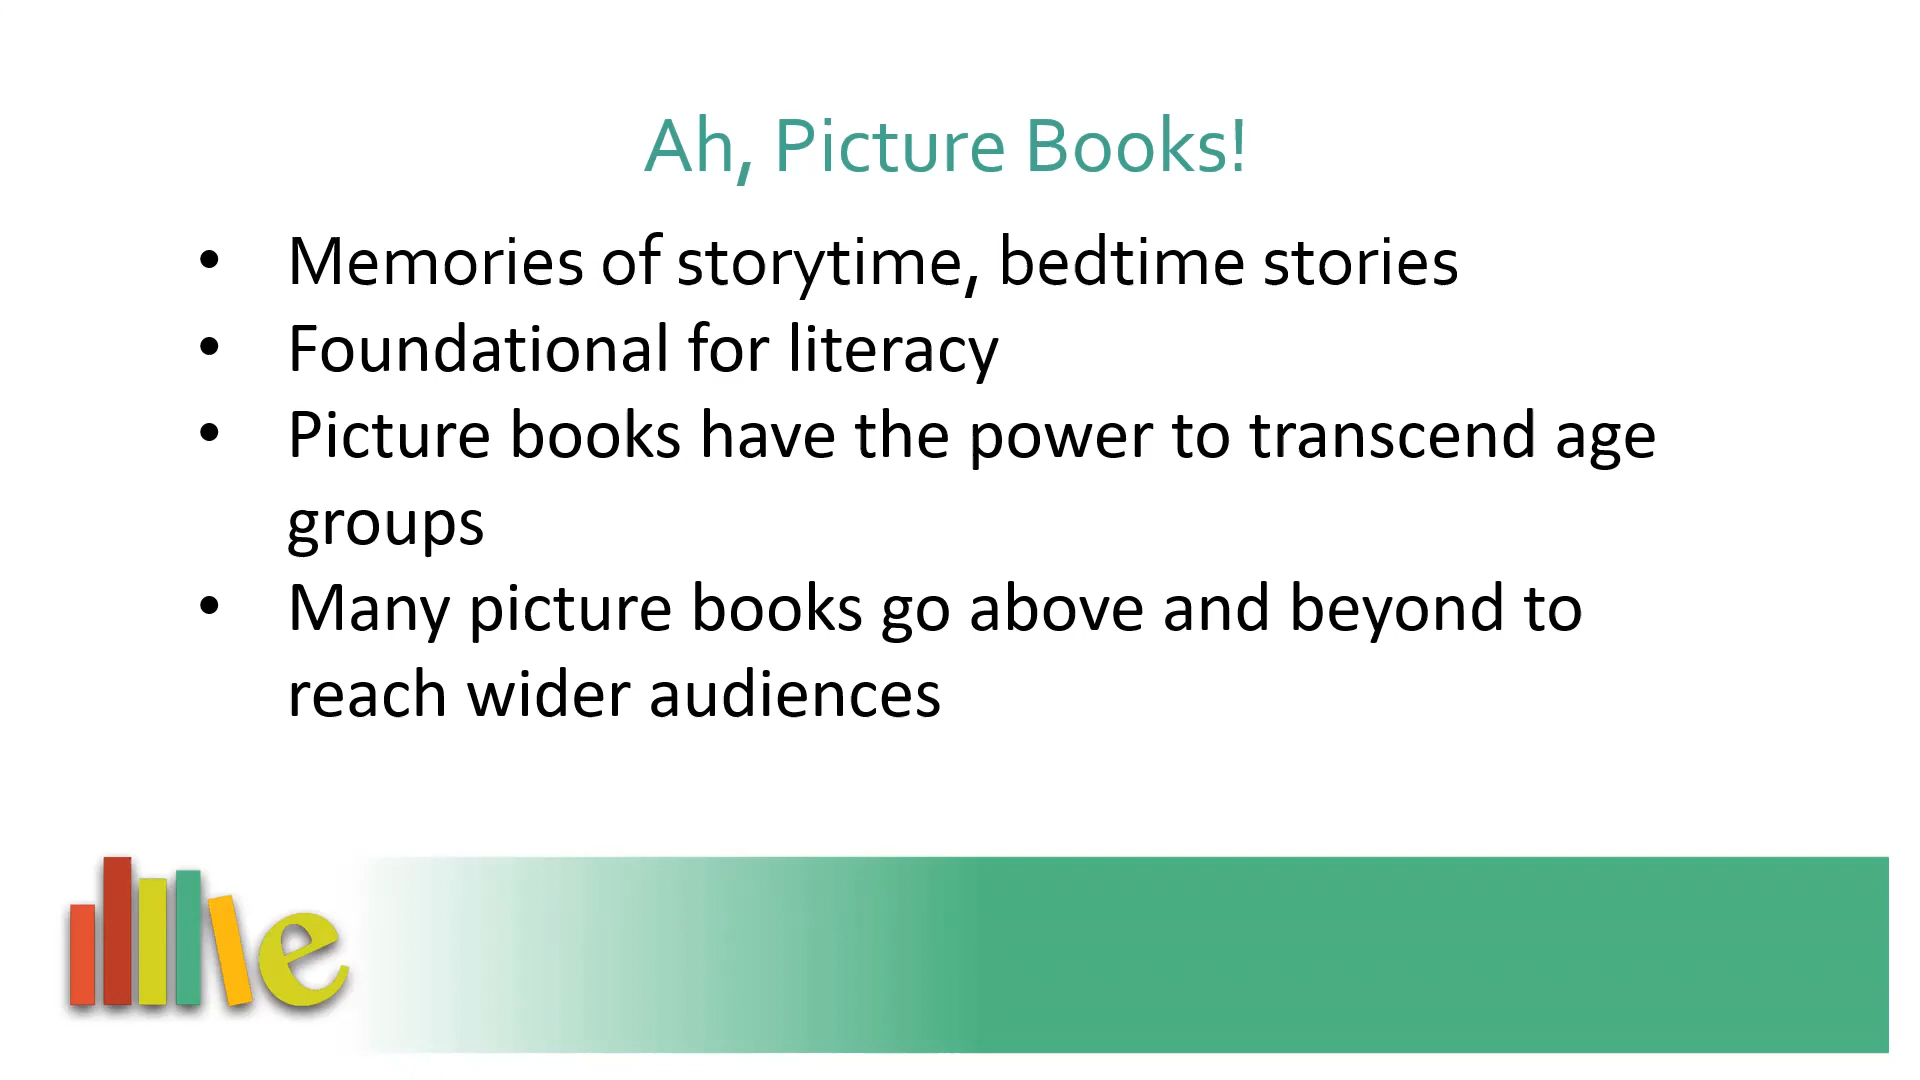 Ah, Picture Books!
• Memories of storytime, bedtime stories
• Foundational for literacy
• Picture books have the power to transcend age
groups
• Many picture books go above and beyond to
reach wider audiences
e